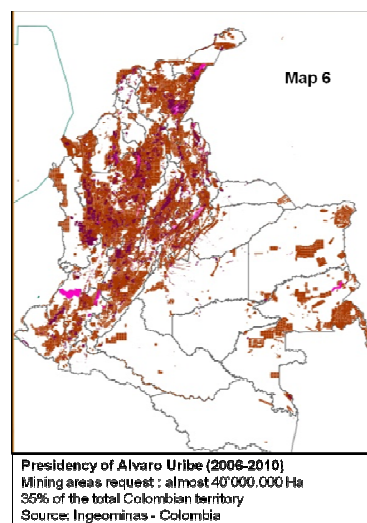 Map 6
Presidency of Alvaro Uribe (2006-2010)
Mining areas request : almost 40'000.000 Ha
35% of the total Colombian territory
Source: Ingeominas - Colombia